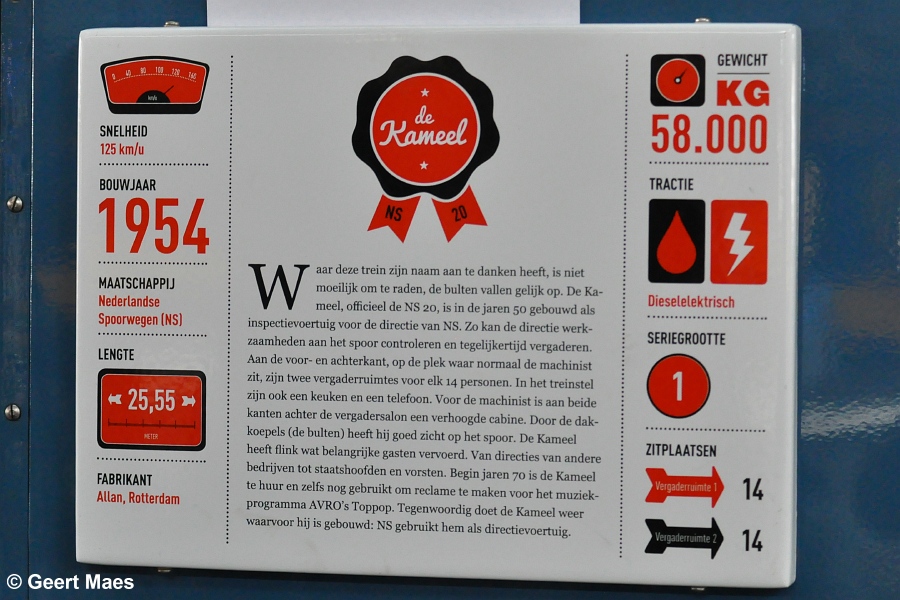 0 40 80 100 120 140
km/u
SNELHEID
125 km/u
BOUWJAAR
1954
MAATSCHAPPIJ
Nederlandse
Spoorwegen (NS)
LENGTE
25,55
METER
FABRIKANT
Allan, Rotterdam
de
Kameel
NS 20
Waar deze trein zijn naam aan te danken heeft, is niet
moeilijk om te raden, de bulten vallen gelijk op. De Ka-
meel, officieel de NS 20, is in de jaren 50 gebouwd als
inspectievoertuig voor de directie van NS. Zo kan de directie werk-
zaamheden aan het spoor controleren en tegelijkertijd vergaderen.
Aan de voor- en achterkant, op de plek waar normaal de machinist
zit, zijn twee vergaderruimtes voor elk 14 personen. In het treinstel
zijn ook een keuken en een telefoon. Voor de machinist is aan beide
kanten achter de vergadersalon een verhoogde cabine. Door de dak-
koepels (de bulten) heeft hij goed zicht op het spoor. De Kameel
heeft flink wat belangrijke gasten vervoerd. Van directies van andere
bedrijven tot staatshoofden en vorsten. Begin jaren 70 is de Kameel
te huur en zelfs nog gebruikt om reclame te maken voor het muziek-
programma AVRO's Toppop. Tegenwoordig doet de Kameel weer
waarvoor hij is gebouwd: NS gebruikt hem als directievoertuig.
GEWICHT
KG
58.000
TRACTIE
Dieselelektrisch
SERIEGROOTTE
1
ZITPLAATSEN
Vergaderruimte 1 14
Vergaderruimte 2 14
© Geert Maes